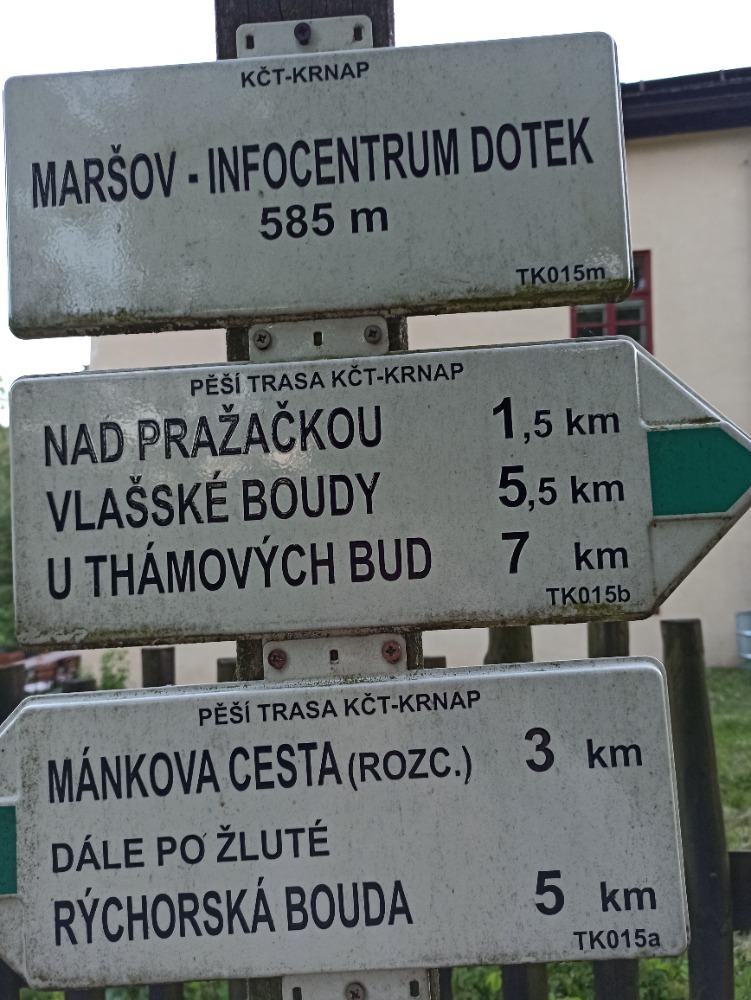 KČT-KRNAP
MARŠOV - INFOCENTRUM DOTEK
585 m
TK015m
PĚŠÍ TRASA KČT-KRNAP
NAD PRAŽAČKOU 1,5 km
VLAŠSKÉ BOUDY 5,5 km
U THÁMOVÝCH BUD 7 km
TK015b
PĚŠÍ TRASA KČT-KRNAP
MÁNKOVA CESTA (ROZC.) 3 km
DÁLE PO ŽLUTÉ
RÝCHORSKÁ BOUDA 5 km
TK015a